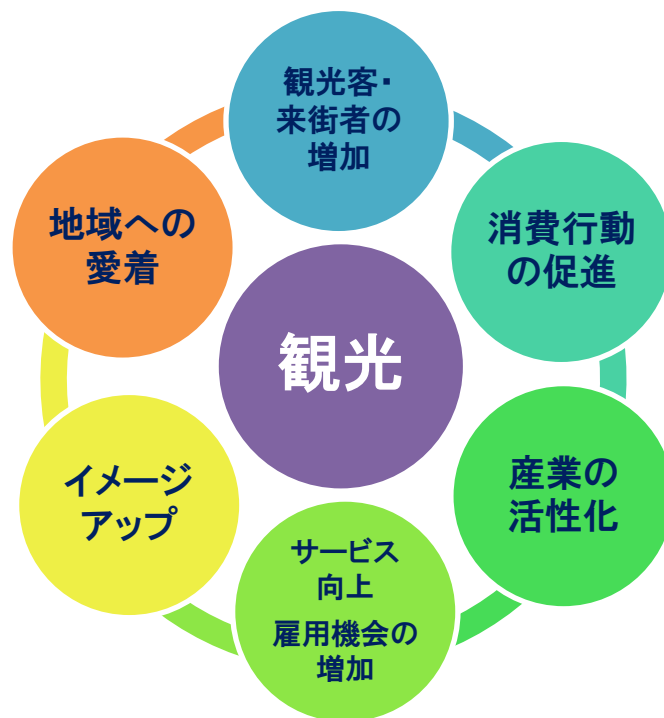 観光客・
来街者の
増加
地域への
愛着
消費行動
の促進
観光
イメージ
アップ
産業の
活性化
サービス
向上
雇用機会の
増加